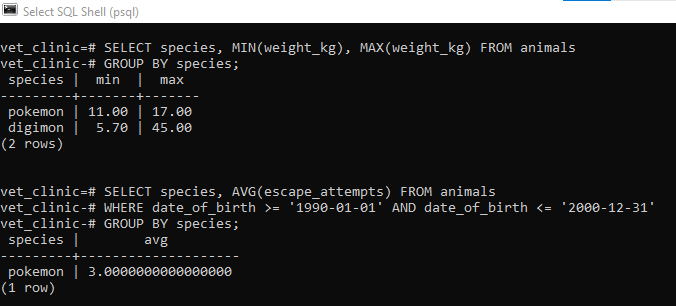 Select SQL Shell (psql)
vet_clinic=# SELECT species, MIN(weight_kg), MAX(weight_kg) FROM animals
vet_clinic-# GROUP BY species;
 species |  min  |  max
---------+-------+-------
 pokemon | 11.00 | 17.00
 digimon |  5.70 | 45.00
(2 rows)
vet_clinic=# SELECT species, AVG(escape_attempts) FROM animals
vet_clinic-# WHERE date_of_birth >= '1990-01-01' AND date_of_birth <= '2000-12-31'
vet_clinic-# GROUP BY species;
 species |        avg
---------+--------------------
 pokemon | 3.0000000000000000
(1 row)